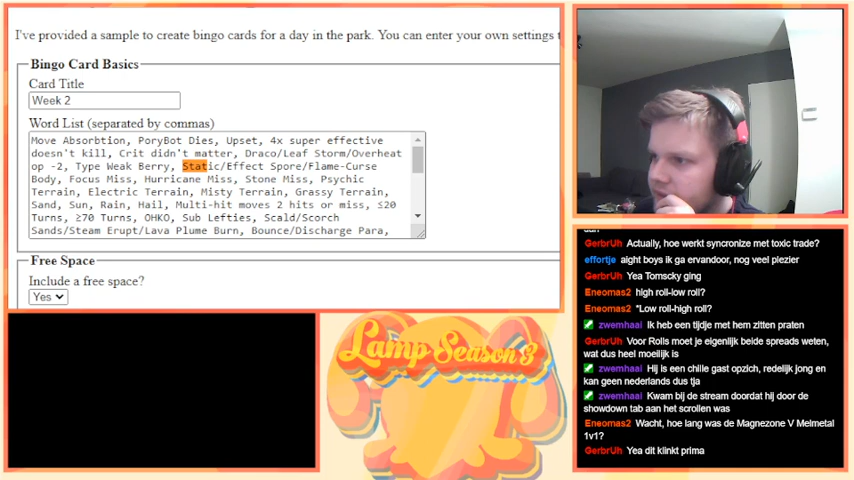 I've provided a sample to create bingo cards for a day in the park. You can enter your own settings t
Bingo Card Basics
Card Title
Week 2
Word List (separated by commas)
Move Absorbtion, PoryBot Dies, Upset, 4x super effective
doesn't kill, Crit didn't matter, Draco/Leaf Storm/Overheat
op -2, Type Weak Berry, Static/Effect Spore/Flame-Curse
Body, Focus Miss, Hurricane Miss, Stone Miss, Psychic
Terrain, Electric Terrain, Misty Terrain, Grassy Terrain,
Sand, Sun, Rain, Hail, Multi-hit moves 2 hits or miss, ≤20
Turns, ≥70 Turns, OHKO, Sub Lefties, Scald/Scorch
Sands/Steam Erupt/Lava Plume Burn, Bounce/Discharge Para,
Free Space
Include a free space?
Yes
Lamp Season 3
GerbrUh Actually, hoe werkt syncronize met toxic trade?
effortje aight boys ik ga ervandoor, nog veel plezier
GerbrUh Yea Tomscky ging
Eneomas2 high roll-low roll?
Eneomas2 *Low roll-high roll?
zwemhaai Ik heb een tijdje met hem zitten praten
GerbrUh Voor Rolls moet je eigenlijk beide spreads weten,
wat dus heel moeilijk is
zwemhaai Hij is een chille gast opzich, redelijk jong en
kan geen nederlands dus tja
zwemhaai Kwam bij de stream doordat hij door de
showdown tab aan het scrollen was
Eneomas2 Wacht, hoe lang was de Magnezone V Melmetal
1v1?
GerbrUh Yea dit klinkt prima